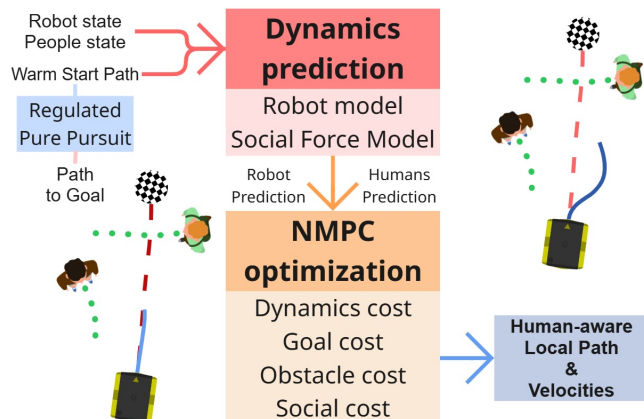 Robot state
People state
Warm Start Path
Regulated
Pure Pursuit
Path
to Goal
Dynamics
prediction
Robot model
Social Force Model
Robot
Prediction
Humans
Prediction
NMPC
optimization
Dynamics cost
Goal cost
Obstacle cost
Social cost
Human-aware
Local Path
&
Velocities